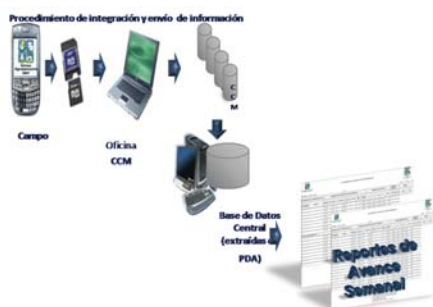 Procedimiento de integración y envío de información
Campo
Oficina
CCM
C
C
M
Base de Datos
Central
(extraídas de
PDA)
Reportes de
Avance
Semanal